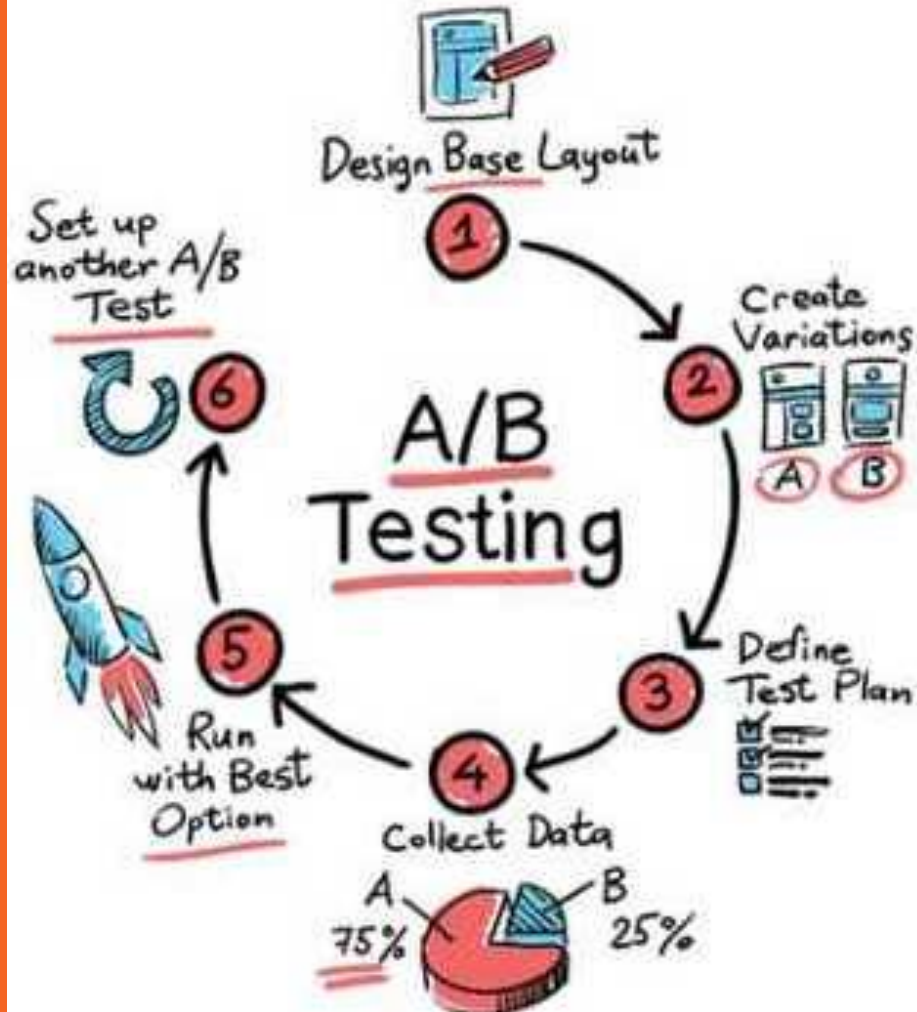 Design Base Layout
1
Set up
another A/B
Test
6
Create
Variations
2
A B
A/B
Testing
5
Run
with Best
Option
Define
Test Plan
3
4
Collect Data
A B
75% 25%